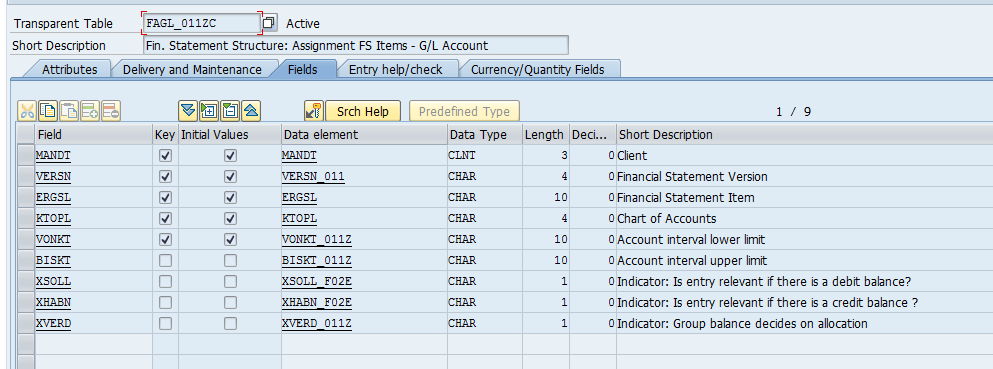 Transparent Table FAGL_011ZC Active
Short Description Fin. Statement Structure: Assignment FS Items - G/L Account
Attributes Delivery and Maintenance Fields Entry help/check Currency/Quantity Fields
Srch Help Predefined Type 1 / 9
Field Key Initial Values Data element Data Type Length Deci... Short Description
MANDT MANDT CLNT 3 0 Client
VERSN VERSN_011 CHAR 4 0 Financial Statement Version
ERGSL ERGSL CHAR 10 0 Financial Statement Item
KTOPL KTOPL CHAR 4 0 Chart of Accounts
VONKT VONKT_011Z CHAR 10 0 Account interval lower limit
BISKT BISKT_011Z CHAR 10 0 Account interval upper limit
XSOLL XSOLL_F02E CHAR 1 0 Indicator: Is entry relevant if there is a debit balance?
XHABN XHABN_F02E CHAR 1 0 Indicator: Is entry relevant if there is a credit balance ?
XVERD XVERD_011Z CHAR 1 0 Indicator: Group balance decides on allocation